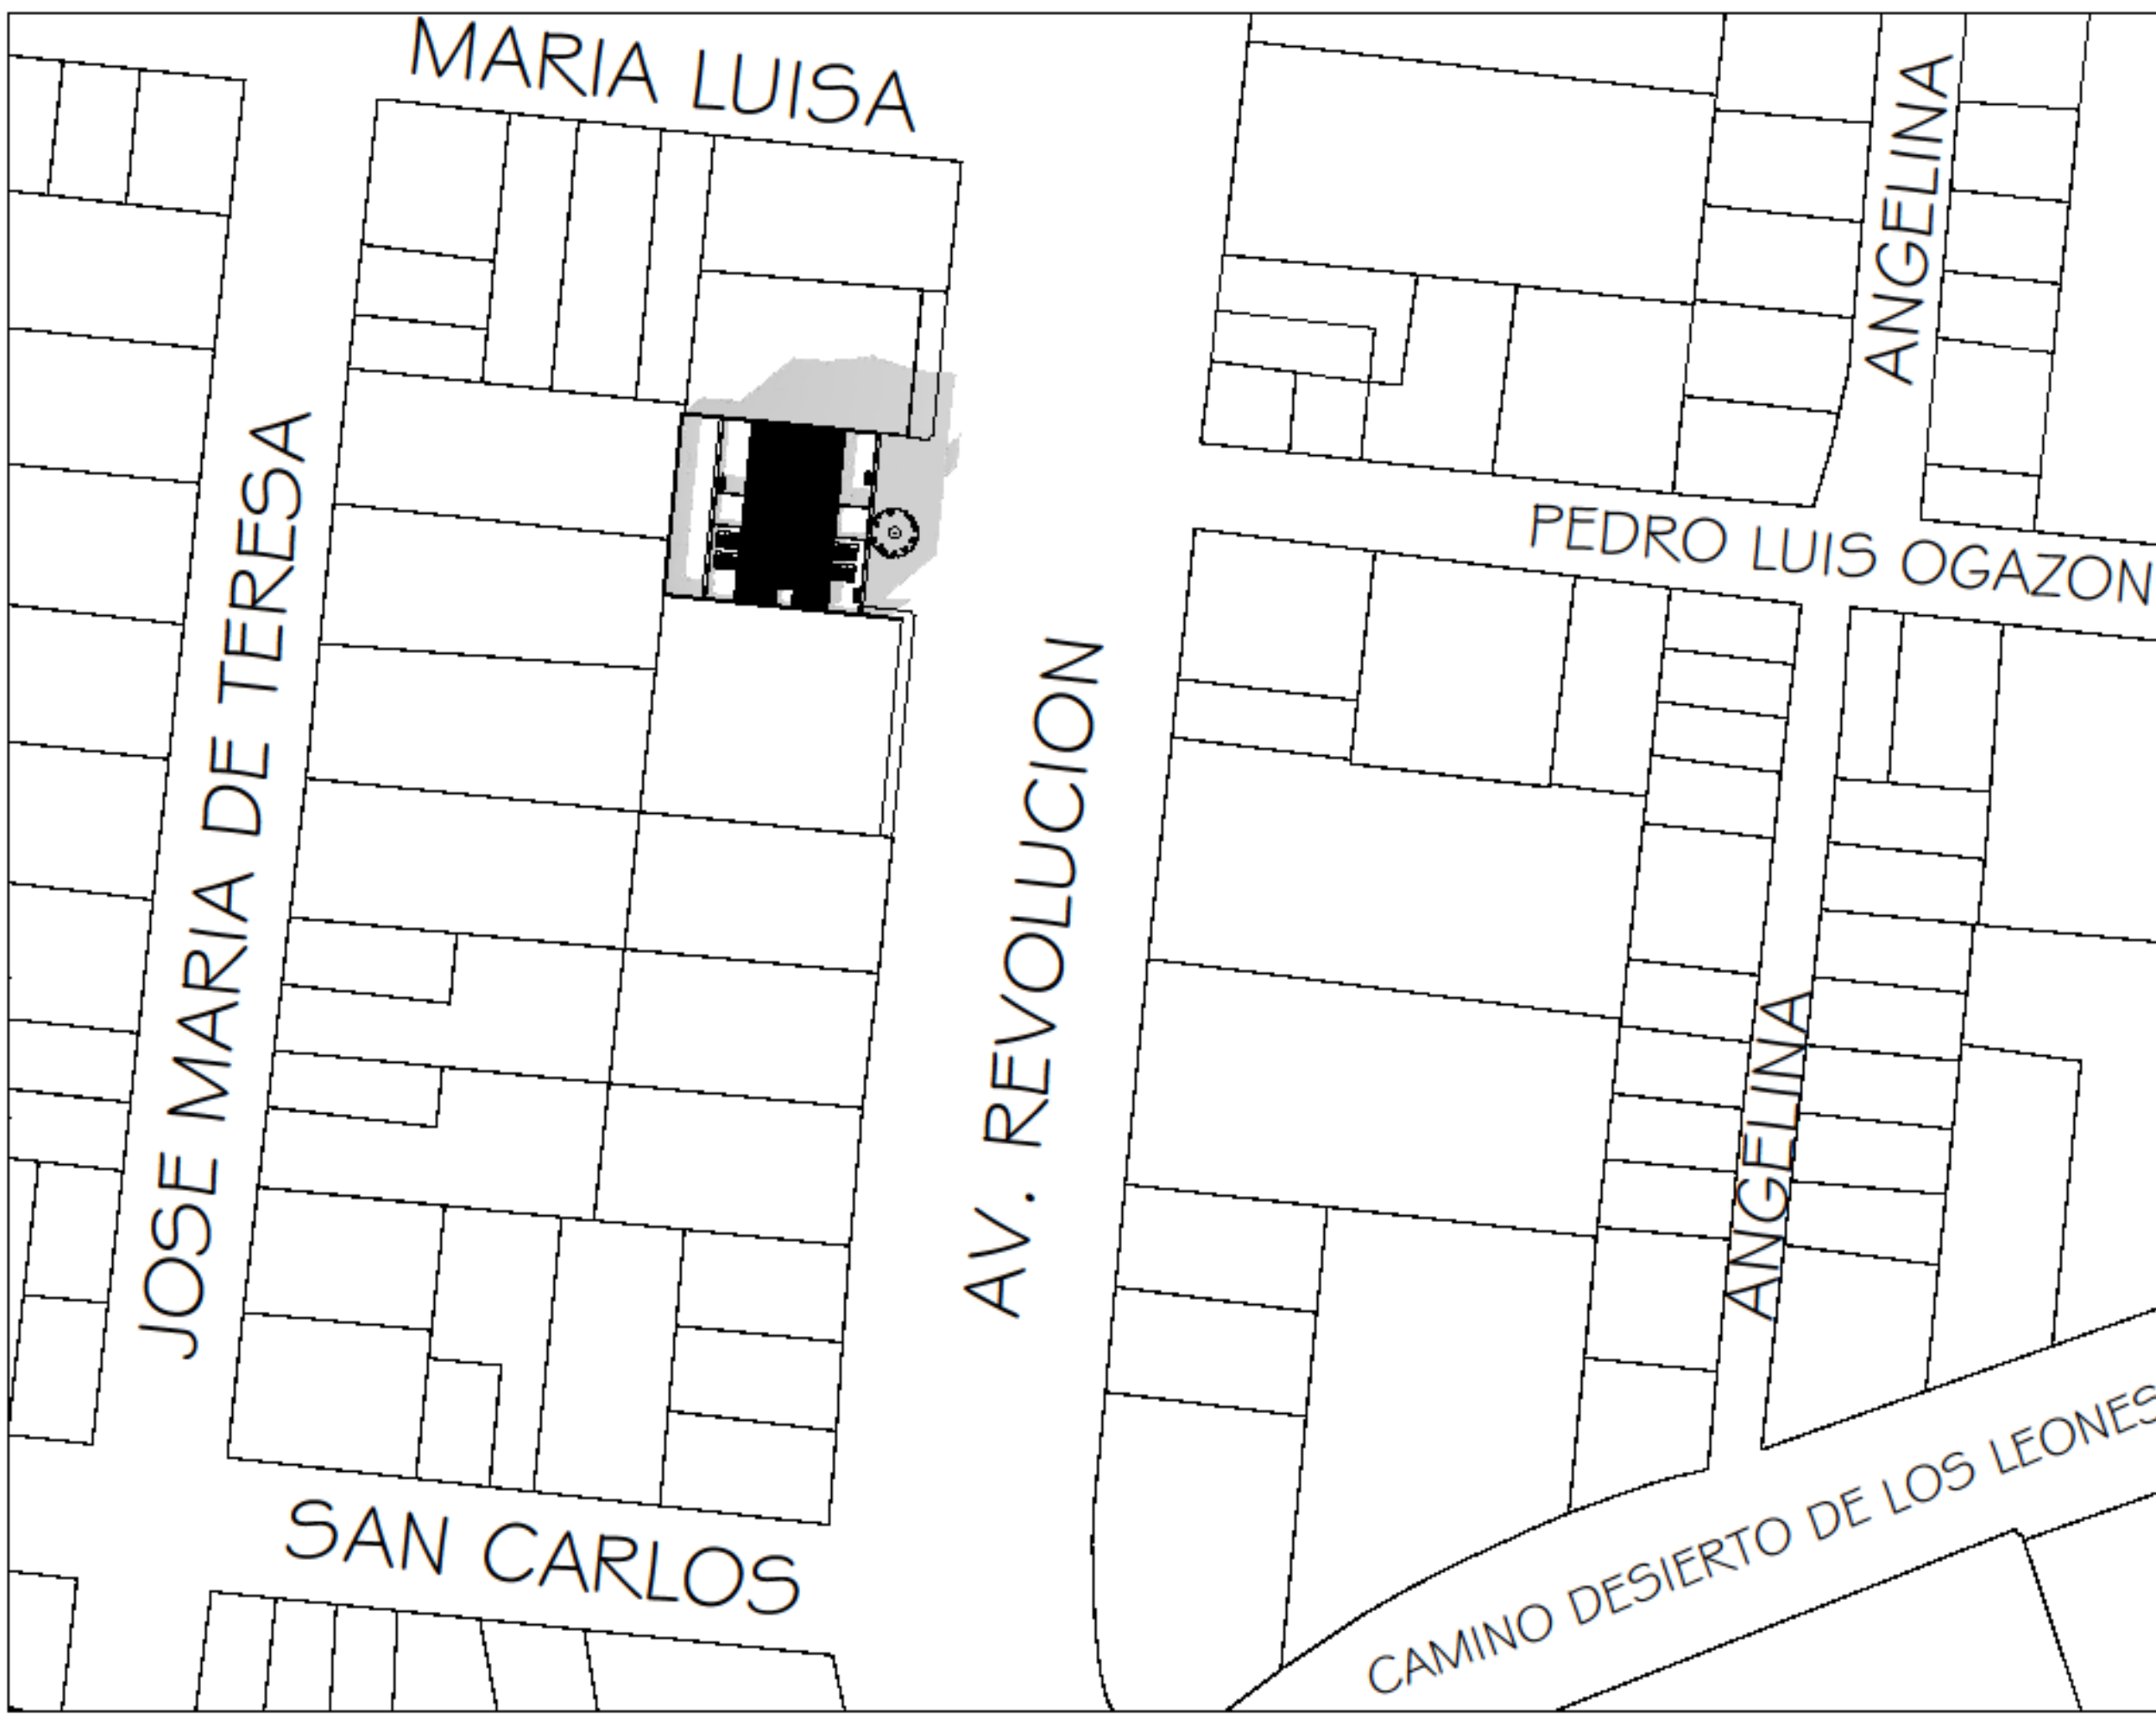 MARIA LUISA
ANGELINA
JOSE MARIA DE TERESA
PEDRO LUIS OGAZON
AV. REVOLUCION
ANGELINA
CAMINO DESIERTO DE LOS LEONES
SAN CARLOS